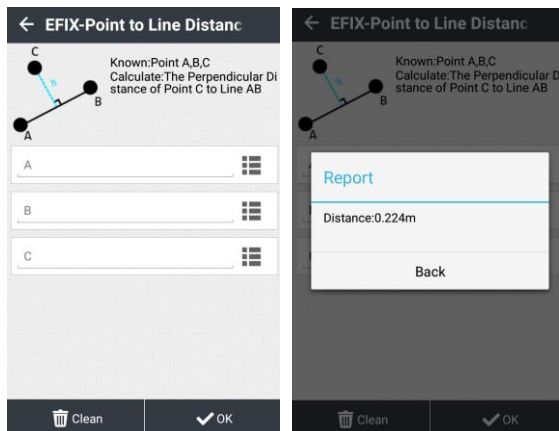 EFIX-Point to Line Distanc
C
Known:Point A,B,C
Calculate:The Perpendicular Di
stance of Point C to Line AB
h
B
A
A
B
C
Clean
OK
EFIX-Point to Line Distanc
C
Known:Point A,B,C
Calculate:The Perpendicular D
stance of Point C to Line AB
h
B
A
Report
Distance:0.224m
Back
Clean
OK